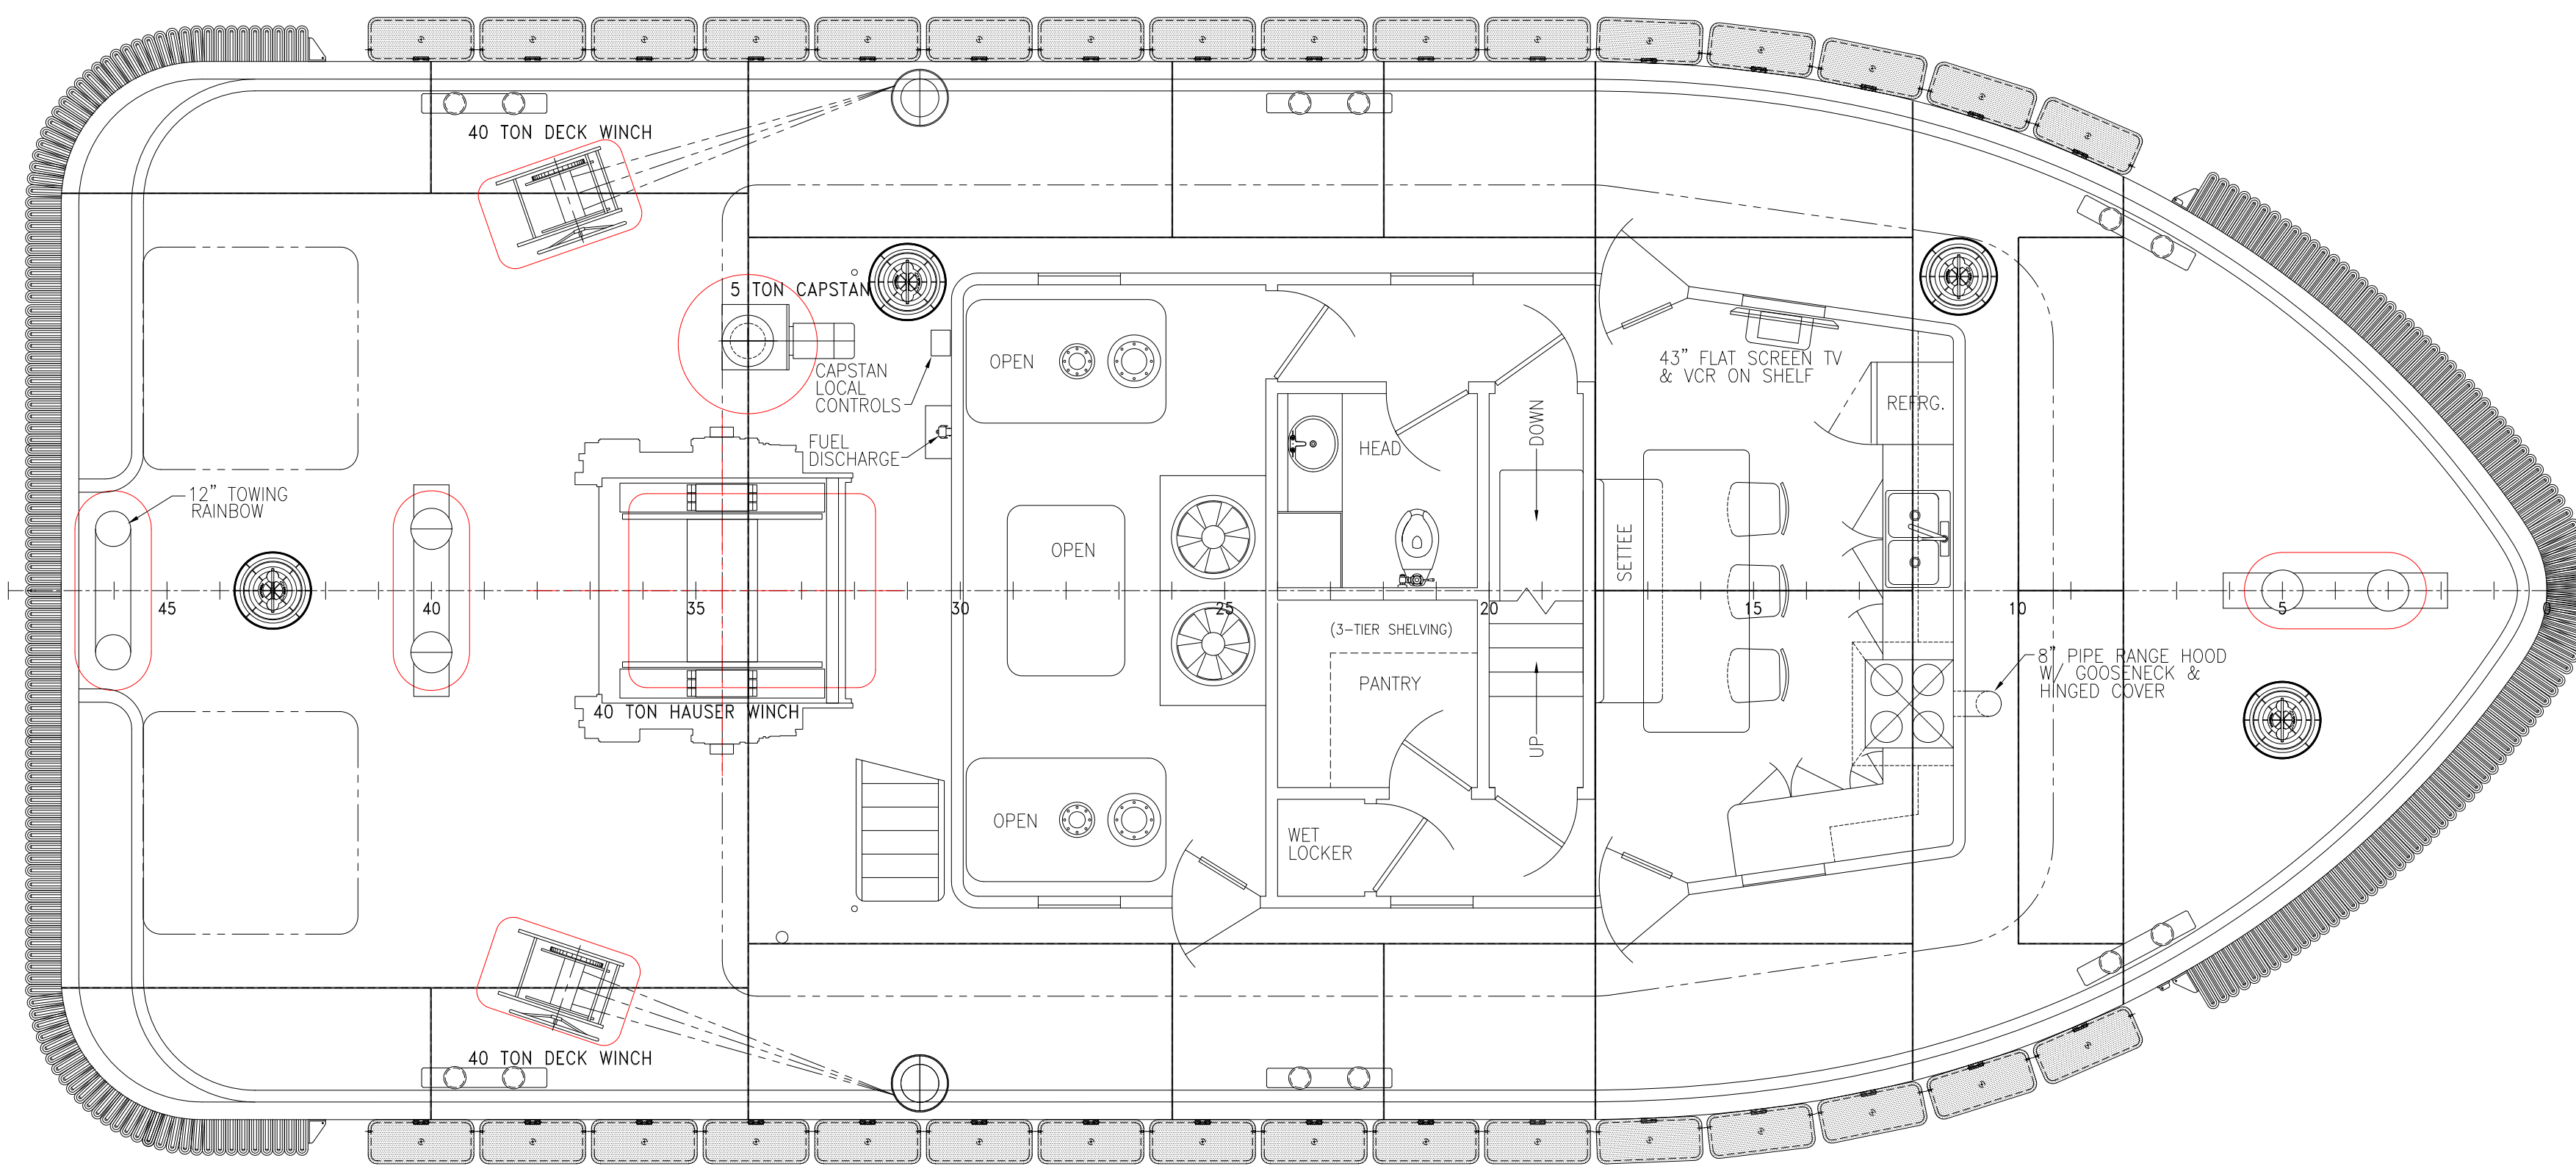 40 TON DECK WINCH
5 TON CAPSTAN
CAPSTAN
LOCAL
CONTROLS
FUEL
DISCHARGE
12" TOWING
RAINBOW
OPEN
OPEN
OPEN
HEAD
DOWN
SETTEE
43" FLAT SCREEN TV
& VCR ON SHELF
REFRG.
45
40
35
30
25
20
15
10
5
0
(3-TIER SHELVING)
PANTRY
UP
8" PIPE RANGE HOOD
W/ GOOSENECK &
HINGED COVER
40 TON HAUSER WINCH
WET
LOCKER
40 TON DECK WINCH